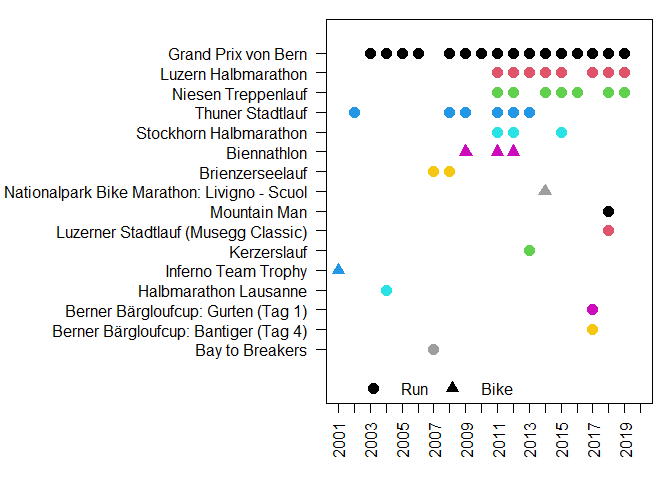 Grand Prix von Bern
Luzern Halbmarathon
Niesen Treppenlauf
Thuner Stadtlauf
Stockhorn Halbmarathon
Biennathlon
Brienzerseelauf
Nationalpark Bike Marathon: Livigno - Scuol
Mountain Man
Luzerner Stadtlauf (Musegg Classic)
Kerzerslauf
Inferno Team Trophy
Halbmarathon Lausanne
Berner Bärgloufcup: Gurten (Tag 1)
Berner Bärgloufcup: Bantiger (Tag 4)
Bay to Breakers
Run Bike
2001 2003 2005 2007 2009 2011 2013 2015 2017 2019